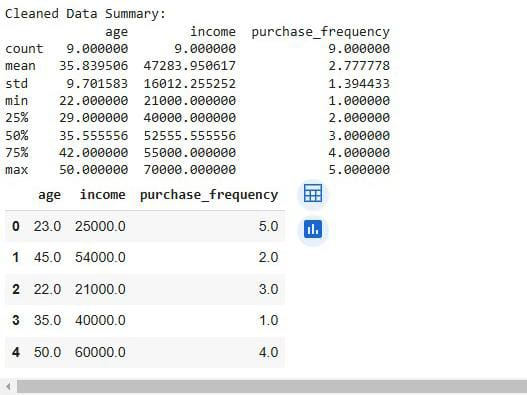 Cleaned Data Summary:
age income purchase_frequency
count 9.000000 9.000000 9.000000
mean 35.839506 47283.950617 2.777778
std 9.701583 16012.255252 1.394433
min 22.000000 21000.000000 1.000000
25% 29.000000 40000.000000 2.000000
50% 35.555556 52555.555556 3.000000
75% 42.000000 55000.000000 4.000000
max 50.000000 70000.000000 5.000000
age income purchase_frequency
0 23.0 25000.0 5.0
1 45.0 54000.0 2.0
2 22.0 21000.0 3.0
3 35.0 40000.0 1.0
4 50.0 60000.0 4.0